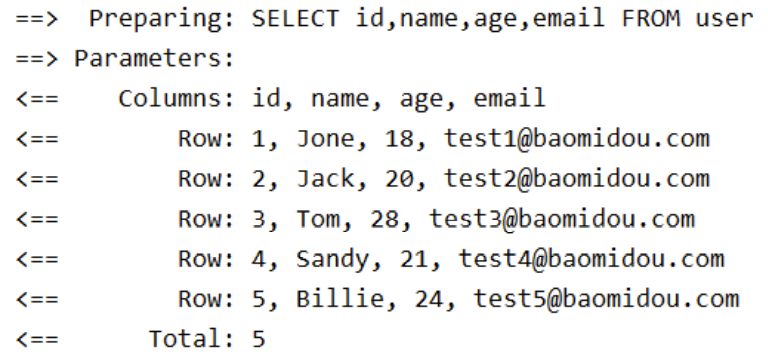 ==>  Preparing: SELECT id,name,age,email FROM user
==> Parameters:
<==    Columns: id, name, age, email
<==        Row: 1, Jone, 18, test1@baomidou.com
<==        Row: 2, Jack, 20, test2@baomidou.com
<==        Row: 3, Tom, 28, test3@baomidou.com
<==        Row: 4, Sandy, 21, test4@baomidou.com
<==        Row: 5, Billie, 24, test5@baomidou.com
<==      Total: 5